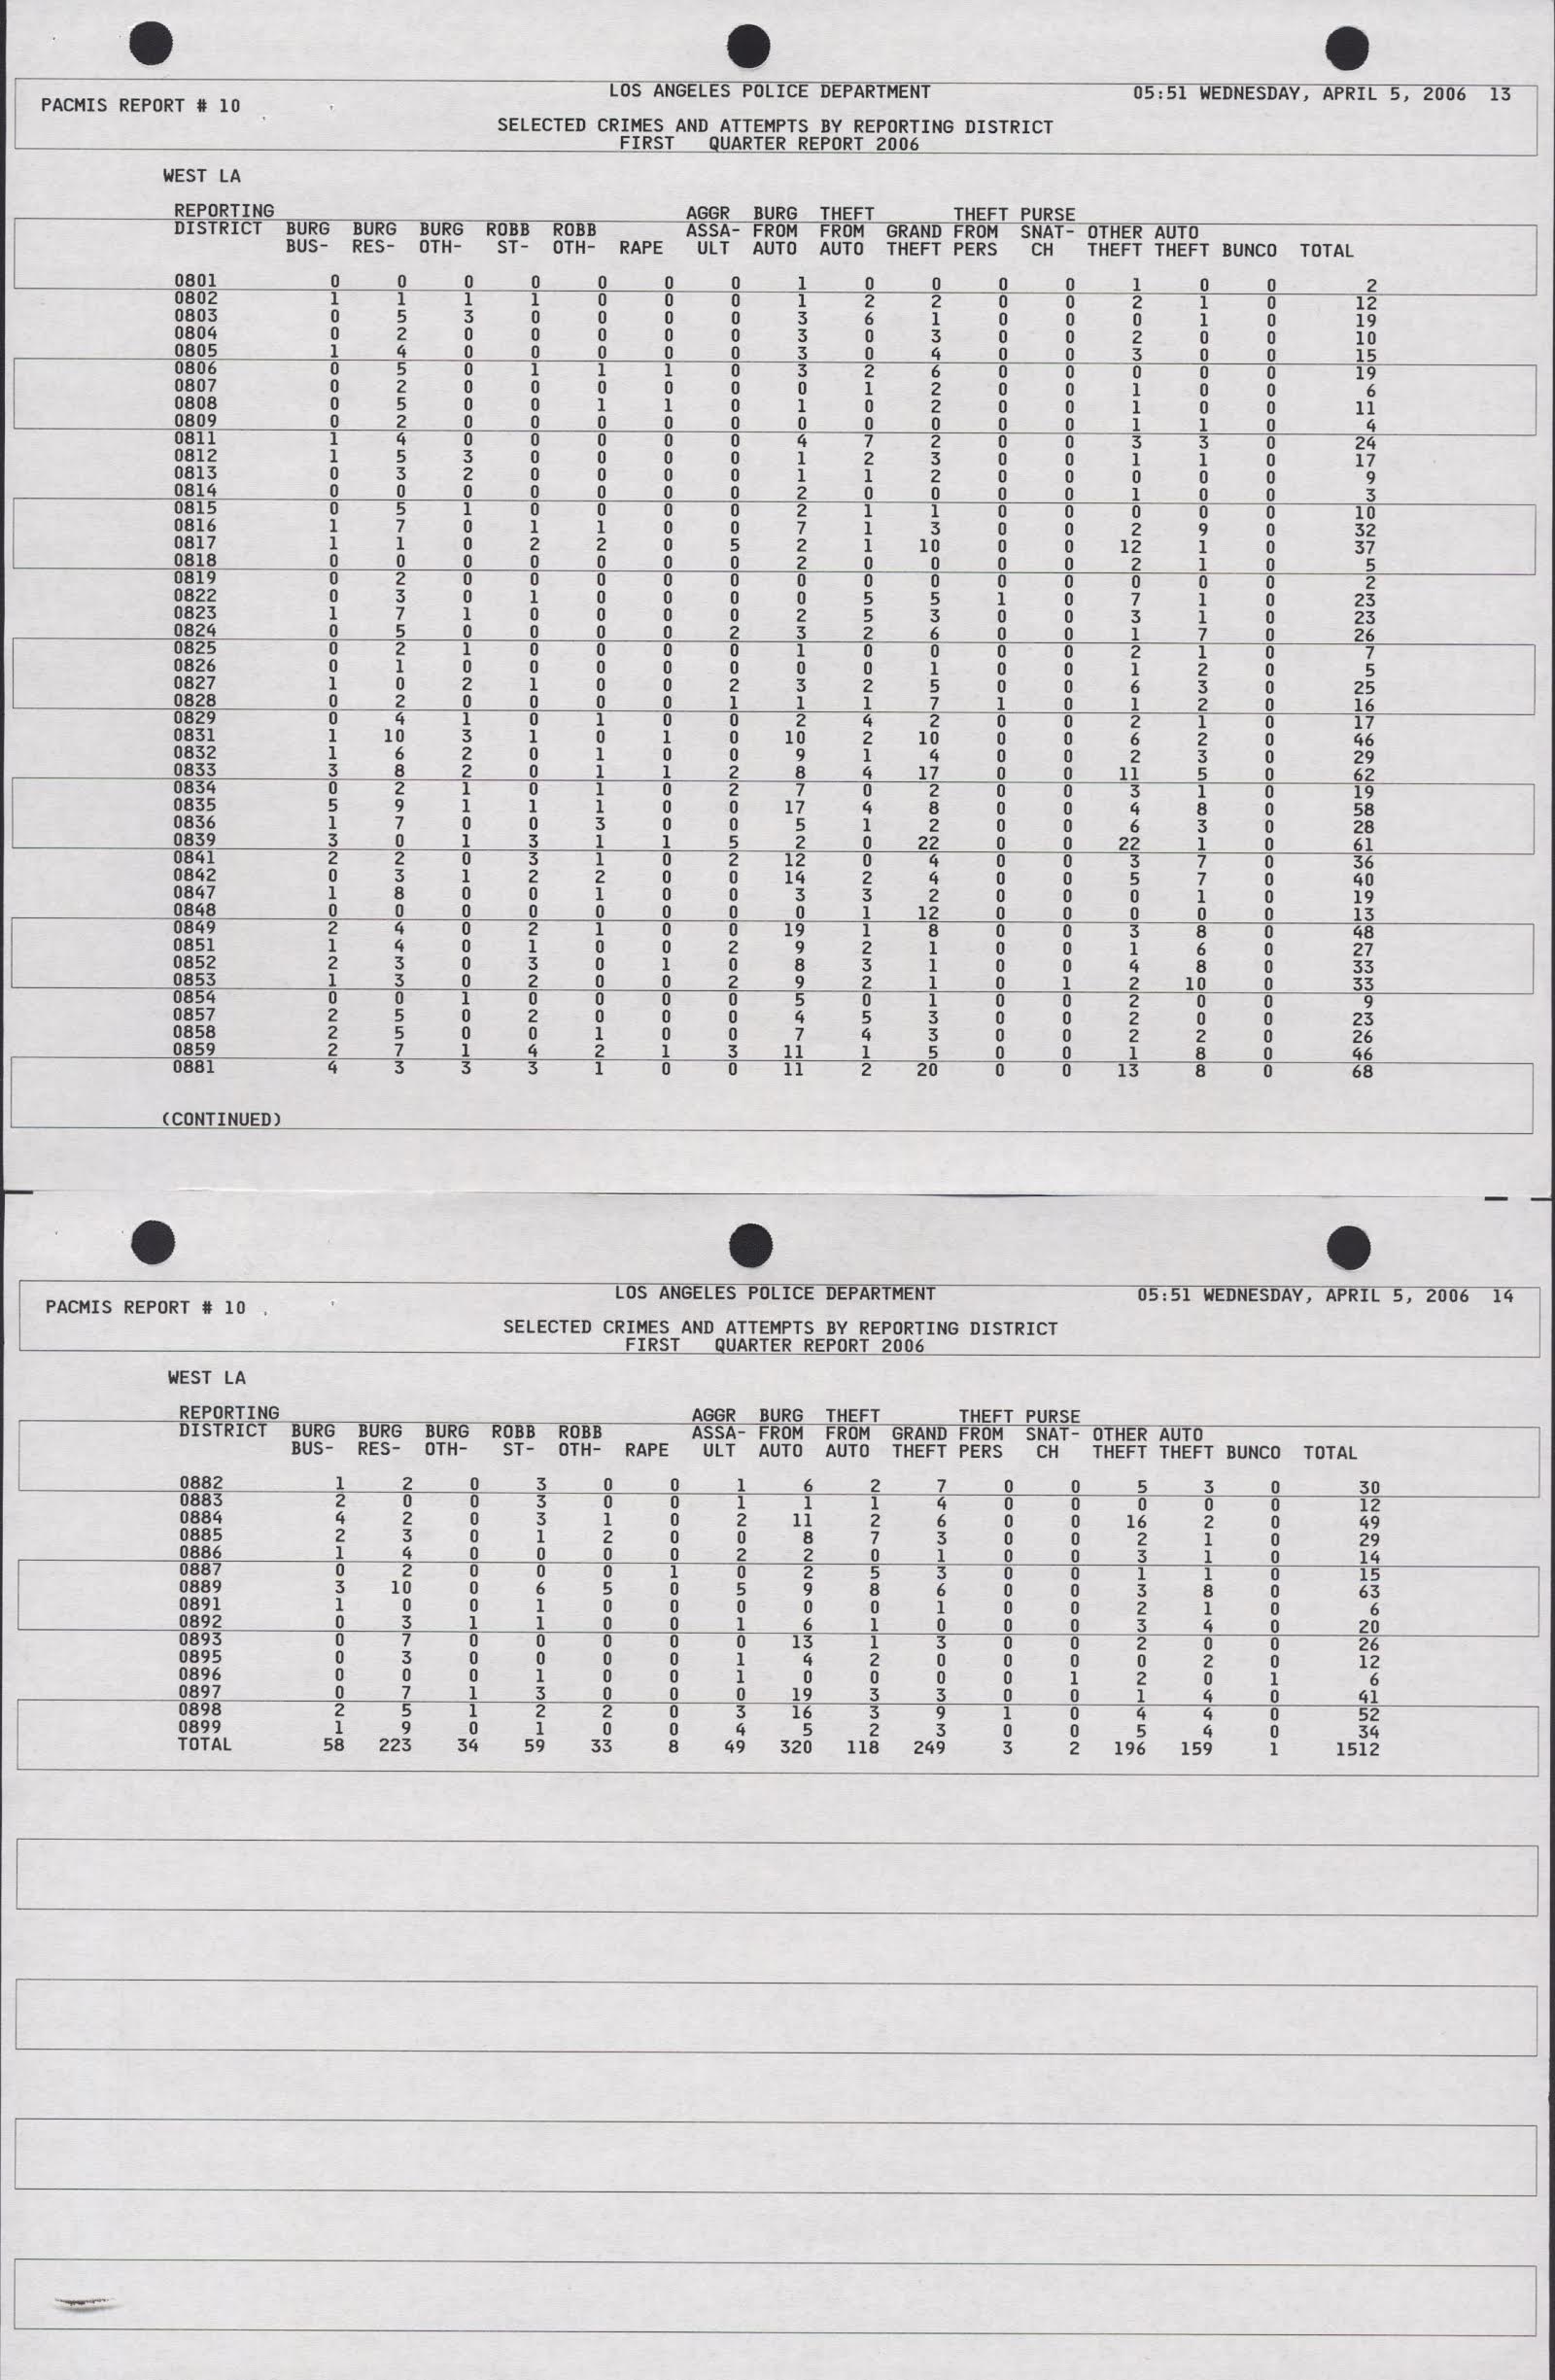 LOS ANGELES POLICE DEPARTMENT 05:51 WEDNESDAY, APRIL 5, 2006 13
PACMIS REPORT # 10
SELECTED CRIMES AND ATTEMPTS BY REPORTING DISTRICT
FIRST QUARTER REPORT 2006
WEST LA
REPORTING AGGR BURG THEFT THEFT PURSE
DISTRICT BURG BURG BURG ROBB ROBB ASSA- FROM FROM GRAND FROM SNAT- OTHER AUTO
BUS- RES- OTH- ST- OTH- RAPE ULT AUTO AUTO THEFT PERS CH THEFT THEFT BUNCO TOTAL
0801 0 0 0 0 0 0 0 1 0 0 0 0 1 0 0 2
0802 1 1 1 1 0 0 0 1 2 2 0 0 2 1 0 12
0803 0 5 3 0 0 0 0 3 6 1 0 0 0 1 0 19
0804 0 2 0 0 0 0 0 3 0 3 0 0 2 0 0 10
0805 1 4 0 0 0 0 0 3 0 4 0 0 3 0 0 15
0806 0 5 0 1 1 1 0 3 2 6 0 0 0 0 0 19
0807 0 2 0 0 0 0 0 0 1 2 0 0 1 0 0 6
0808 0 5 0 0 1 1 0 1 0 2 0 0 1 0 0 11
0809 0 2 0 0 0 0 0 0 0 0 0 0 1 1 0 4
0811 1 4 0 0 0 0 0 4 7 2 0 0 3 3 0 24
0812 1 5 3 0 0 0 0 1 2 3 0 0 1 1 0 17
0813 0 3 2 0 0 0 0 1 1 2 0 0 0 0 0 9
0814 0 0 0 0 0 0 0 2 0 0 0 0 1 0 0 3
0815 0 5 1 0 0 0 0 2 1 1 0 0 0 0 0 10
0816 1 7 0 1 1 0 0 7 1 3 0 0 2 9 0 32
0817 1 1 0 2 2 0 5 2 1 10 0 0 12 1 0 37
0818 0 0 0 0 0 0 0 2 0 0 0 0 2 1 0 5
0819 0 2 0 0 0 0 0 0 0 0 0 0 0 0 0 2
0822 0 3 0 1 0 0 0 0 5 5 1 0 7 1 0 23
0823 1 7 1 0 0 0 0 2 5 3 0 0 3 1 0 23
0824 0 5 0 0 0 0 2 3 2 6 0 0 1 7 0 26
0825 0 2 1 0 0 0 0 1 0 0 0 0 2 1 0 7
0826 0 1 0 0 0 0 0 0 0 1 0 0 1 2 0 5
0827 1 0 2 1 0 0 2 3 2 5 0 0 6 3 0 25
0828 0 2 0 0 0 0 1 1 1 7 1 0 1 2 0 16
0829 0 4 1 0 1 0 0 2 4 2 0 0 2 1 0 17
0831 1 10 3 1 0 1 0 10 2 10 0 0 6 2 0 46
0832 1 6 2 0 1 0 0 9 1 4 0 0 2 3 0 29
0833 3 8 2 0 1 1 2 8 4 17 0 0 11 5 0 62
0834 0 2 1 0 1 0 2 7 0 2 0 0 3 1 0 19
0835 5 9 1 1 1 0 0 17 4 8 0 0 4 8 0 58
0836 1 7 0 0 3 0 0 5 1 2 0 0 6 3 0 28
0839 3 0 1 3 1 1 5 2 0 22 0 0 22 1 0 61
0841 2 2 0 3 1 0 2 12 0 4 0 0 3 7 0 36
0842 0 3 1 2 2 0 0 14 2 4 0 0 5 7 0 40
0847 1 8 0 0 1 0 0 3 3 2 0 0 0 1 0 19
0848 0 0 0 0 0 0 0 0 1 12 0 0 0 0 0 13
0849 2 4 0 2 1 0 0 19 1 8 0 0 3 8 0 48
0851 1 4 0 1 0 0 2 9 2 1 0 0 1 6 0 27
0852 2 3 0 3 0 1 0 8 3 1 0 0 4 8 0 33
0853 1 3 0 2 0 0 2 9 2 1 0 1 2 10 0 33
0854 0 0 1 0 0 0 0 5 0 1 0 0 2 0 0 9
0857 2 5 0 2 0 0 0 4 5 3 0 0 2 0 0 23
0858 2 5 0 0 1 0 0 7 4 3 0 0 2 2 0 26
0859 2 7 1 4 2 1 3 11 1 5 0 0 1 8 0 46
0881 4 3 3 3 1 0 0 11 2 20 0 0 13 8 0 68
(CONTINUED)
LOS ANGELES POLICE DEPARTMENT 05:51 WEDNESDAY, APRIL 5, 2006 14
PACMIS REPORT # 10
SELECTED CRIMES AND ATTEMPTS BY REPORTING DISTRICT
FIRST QUARTER REPORT 2006
WEST LA
REPORTING AGGR BURG THEFT THEFT PURSE
DISTRICT BURG BURG BURG ROBB ROBB ASSA- FROM FROM GRAND FROM SNAT- OTHER AUTO
BUS- RES- OTH- ST- OTH- RAPE ULT AUTO AUTO THEFT PERS CH THEFT THEFT BUNCO TOTAL
0882 1 2 0 3 0 0 1 6 2 7 0 0 5 3 0 30
0883 2 0 0 3 0 0 1 1 1 4 0 0 0 0 0 12
0884 4 2 0 3 1 0 2 11 2 6 0 0 16 2 0 49
0885 2 3 0 1 2 0 0 8 7 3 0 0 2 1 0 29
0886 1 4 0 0 0 0 2 2 0 1 0 0 3 1 0 14
0887 0 2 0 0 0 1 0 2 5 3 0 0 1 1 0 15
0889 3 10 0 6 5 0 5 9 8 6 0 0 3 8 0 63
0891 1 0 0 1 0 0 0 0 0 1 0 0 2 1 0 6
0892 0 3 1 1 0 0 1 6 1 0 0 0 3 4 0 20
0893 0 7 0 0 0 0 0 13 1 3 0 0 2 0 0 26
0895 0 3 0 0 0 0 1 4 2 0 0 0 0 2 0 12
0896 0 0 0 1 0 0 1 0 0 0 0 1 2 0 1 6
0897 0 7 1 3 0 0 0 19 3 3 0 0 1 4 0 41
0898 2 5 1 2 2 0 3 16 3 9 1 0 4 4 0 52
0899 1 9 0 1 0 0 4 5 2 3 0 0 5 4 0 34
TOTAL 58 223 34 59 33 8 49 320 118 249 3 2 196 159 1 1512